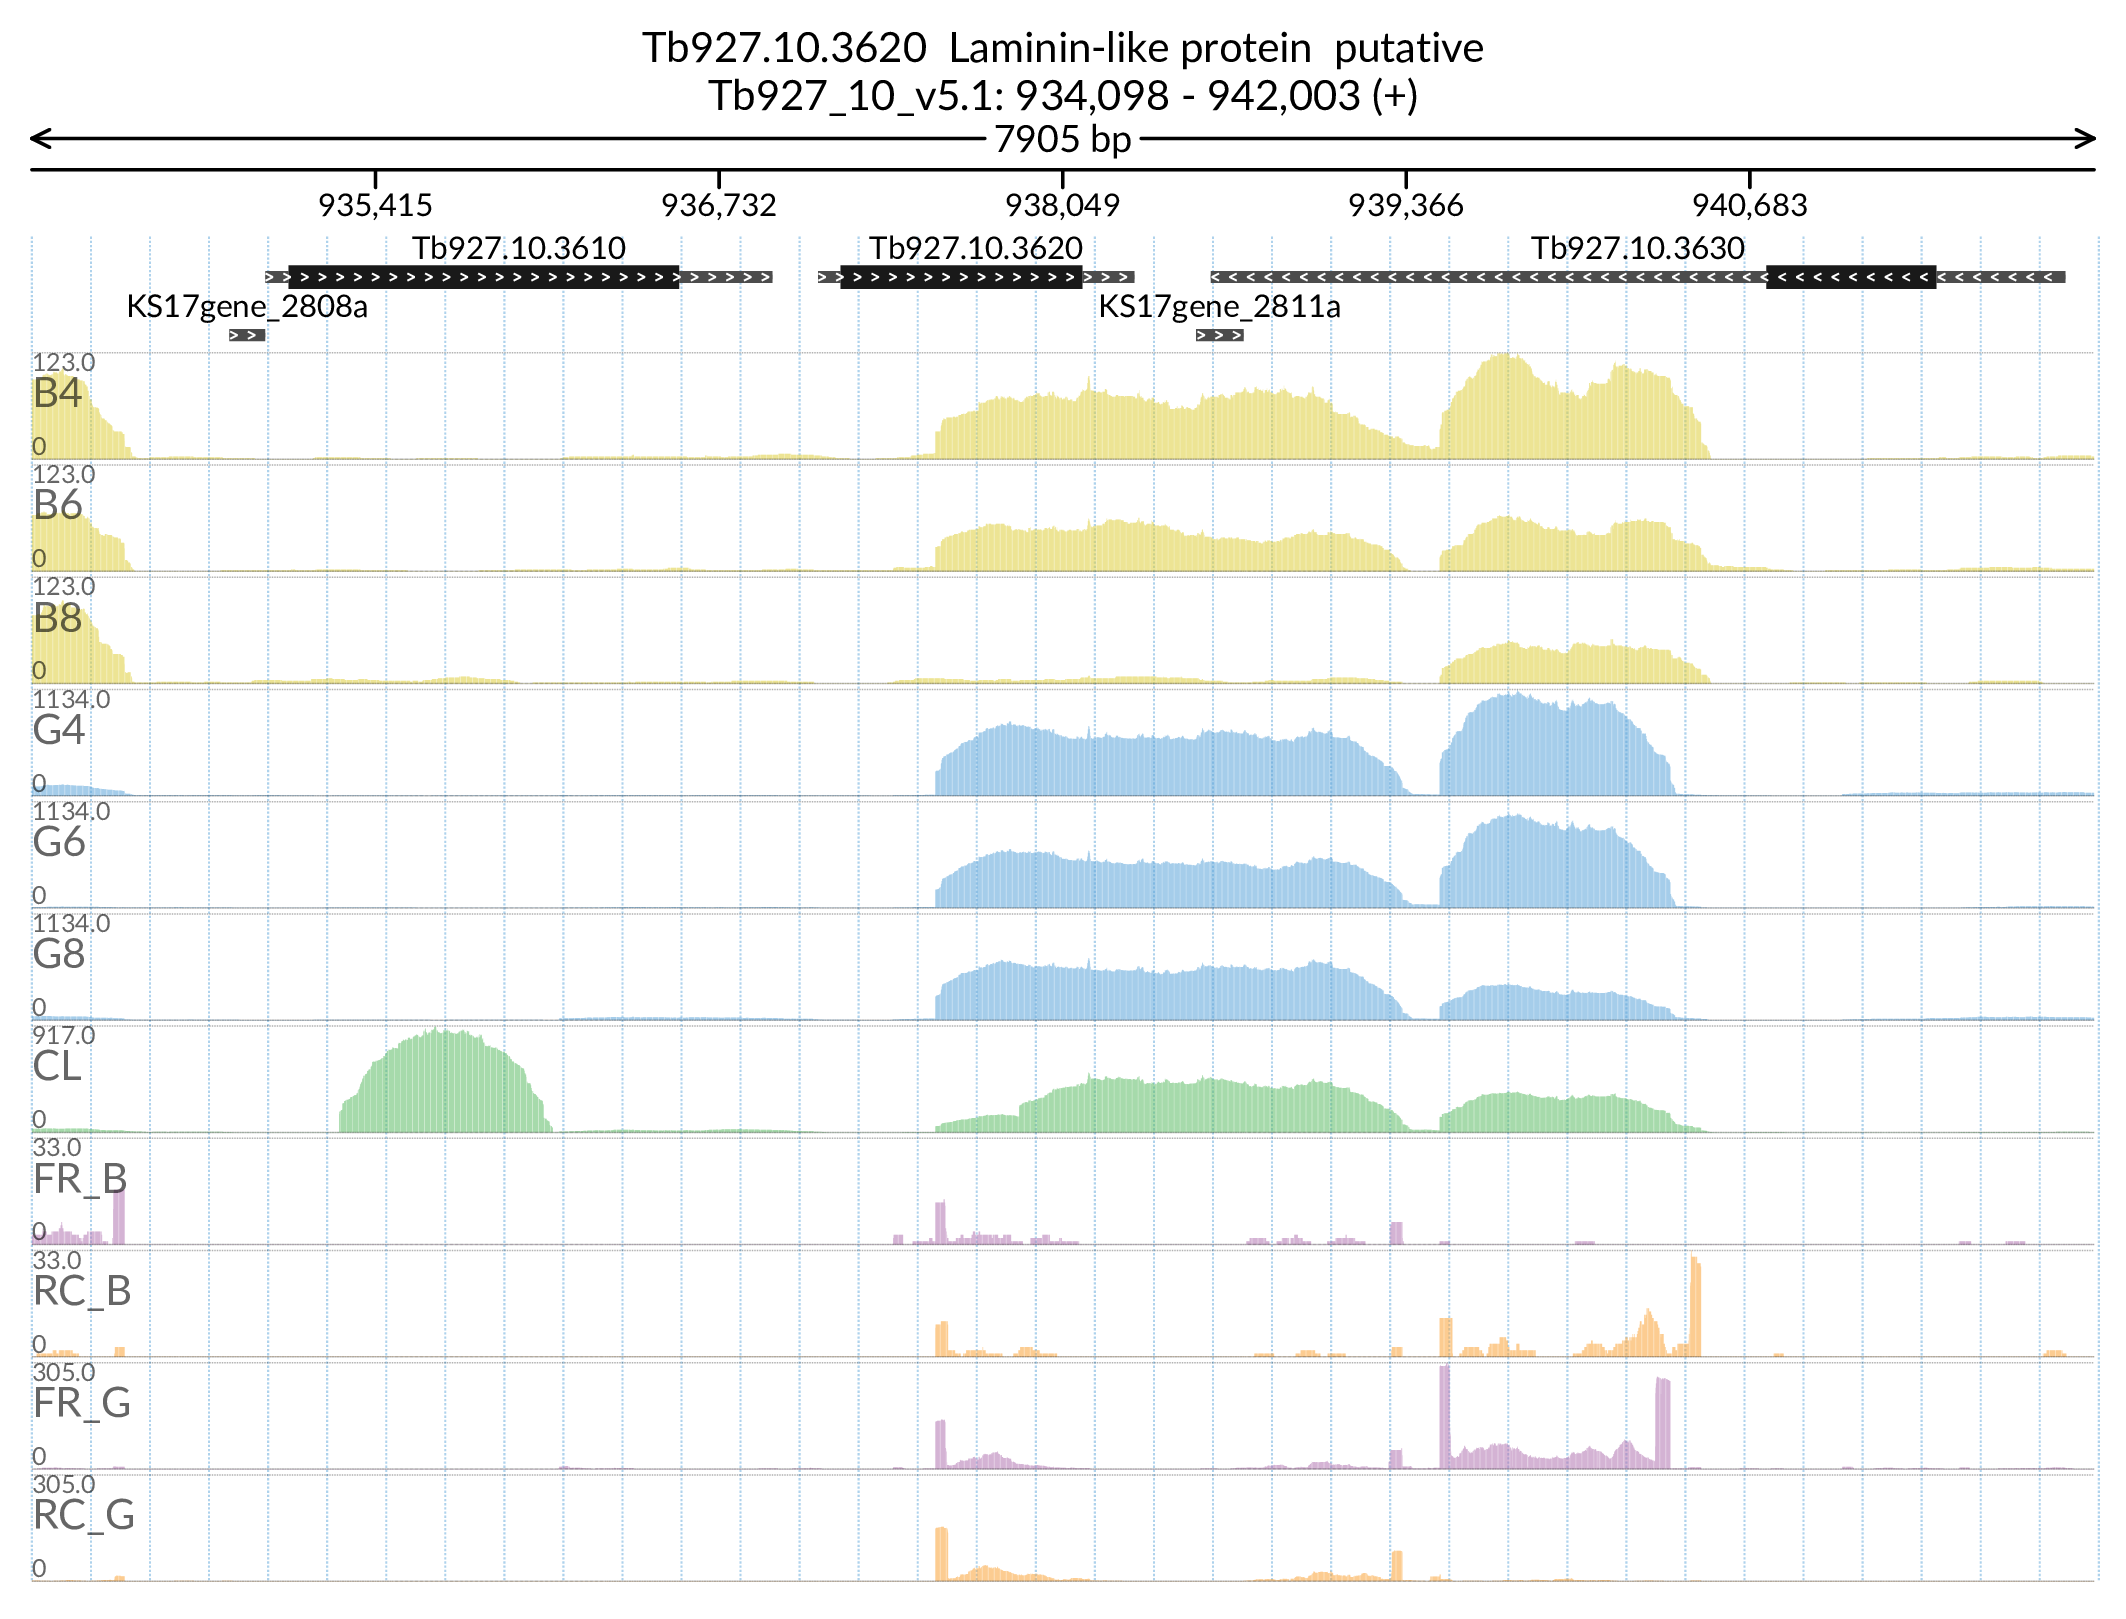 Tb927.10.3620  Laminin-like protein  putative
Tb927_10_v5.1: 934,098 - 942,003 (+)
7905 bp
935,415 936,732 938,049 939,366 940,683
Tb927.10.3610 Tb927.10.3620 Tb927.10.3630
KS17gene_2808a KS17gene_2811a
123.0
B4
0
123.0
B6
0
123.0
B8
0
1134.0
G4
0
1134.0
G6
0
1134.0
G8
0
917.0
CL
0
33.0
FR_B
0
33.0
RC_B
0
305.0
FR_G
0
305.0
RC_G
0